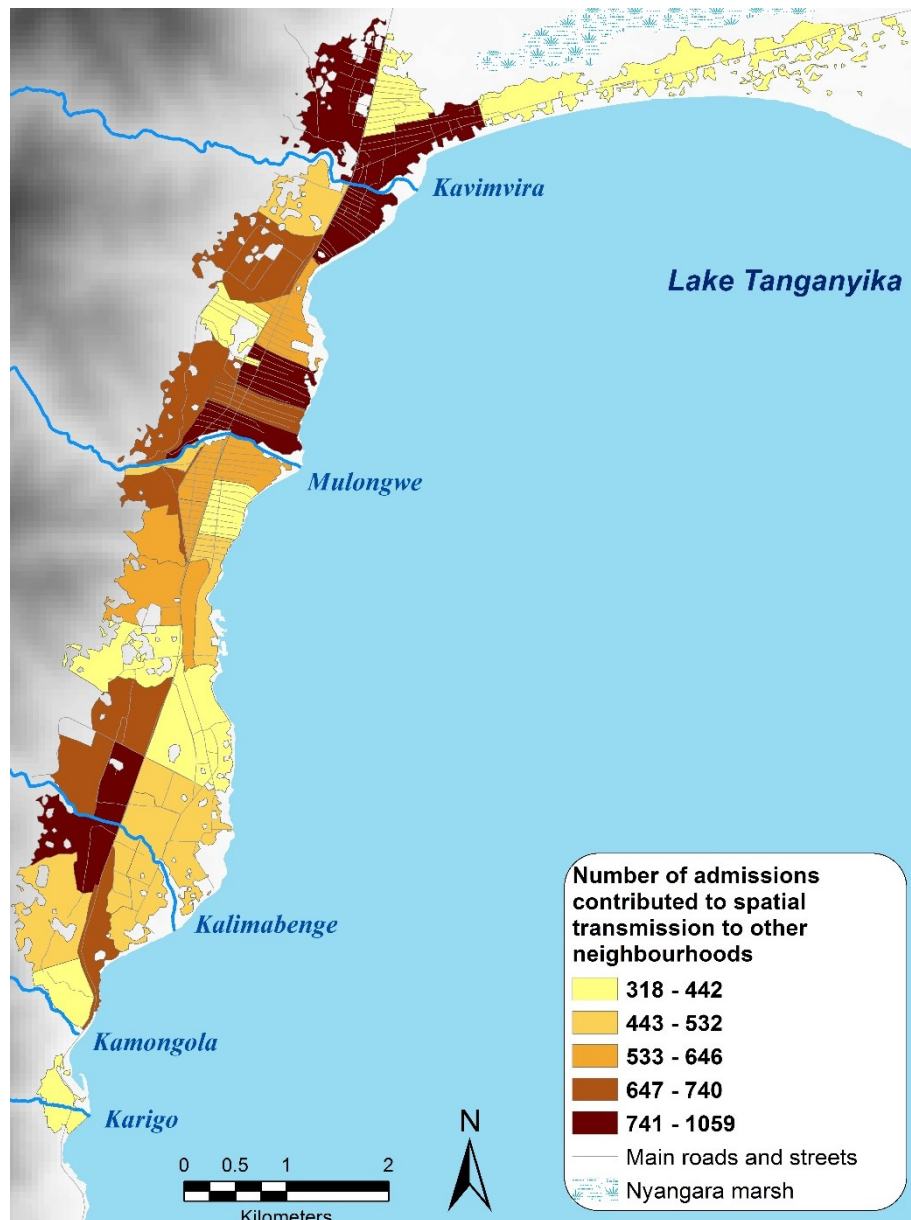 Kavimvira
Lake Tanganyika
Mulongwe
Kalimabenge
Kamongola
Karigo
N
0 0.5 1 2
Kilometers
Number of admissions
contributed to spatial
transmission to other
neighbourhoods
318 - 442
443 - 532
533 - 646
647 - 740
741 - 1059
Main roads and streets
Nyangara marsh